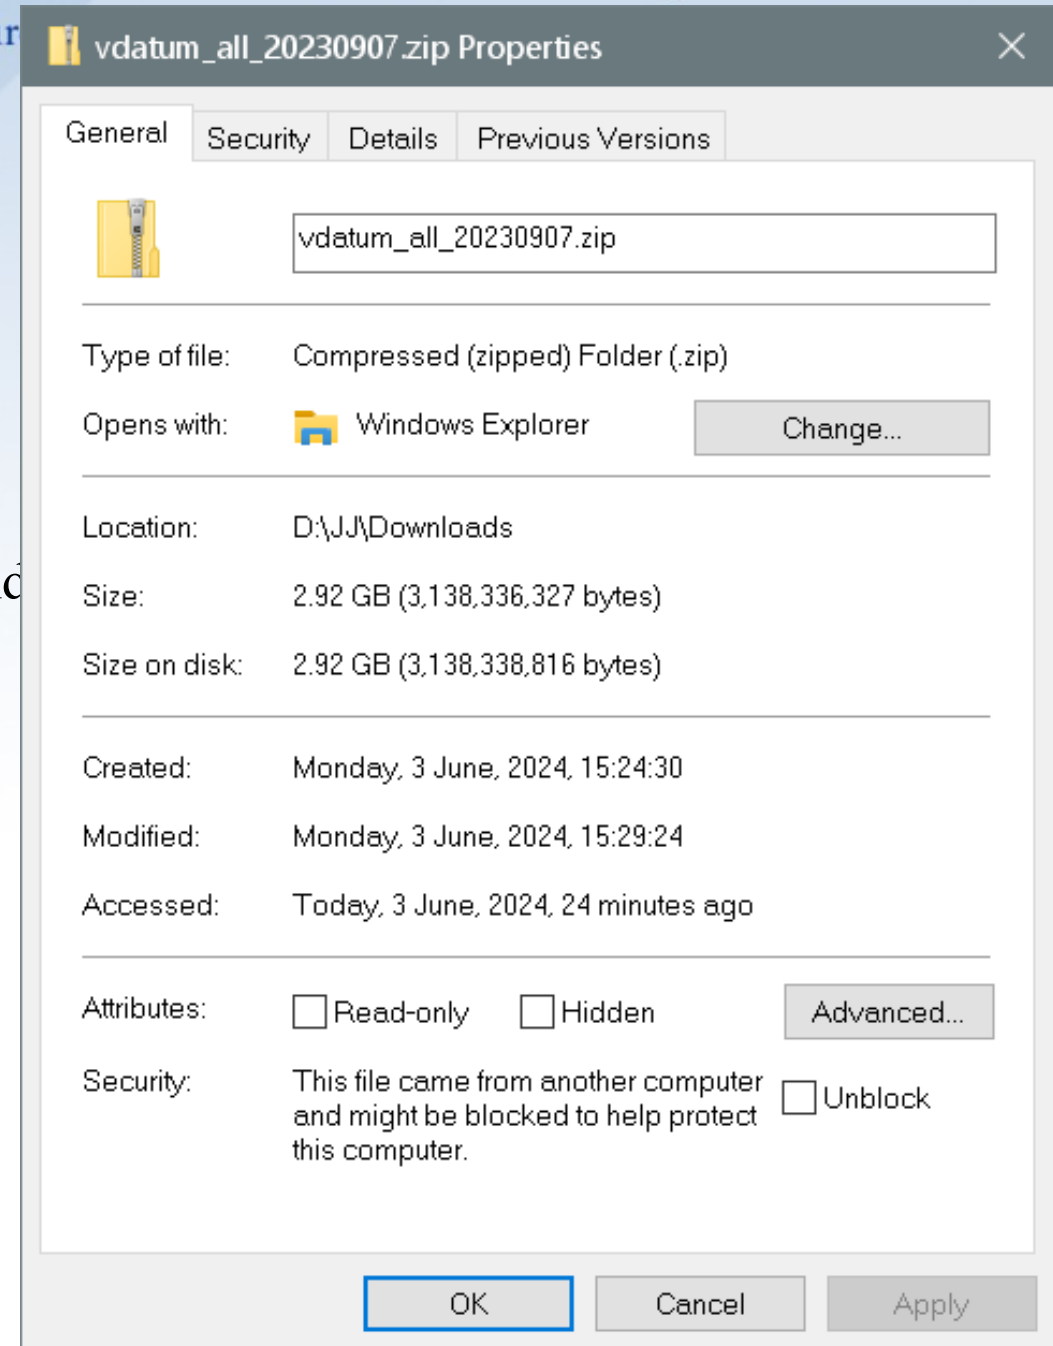 vdatum_all_20230907.zip Properties
General Security Details Previous Versions
vdatum_all_20230907.zip
Type of file: Compressed (zipped) Folder (.zip)
Opens with: Windows Explorer Change...
Location: D:\JJ\Downloads
Size: 2.92 GB (3,138,336,327 bytes)
Size on disk: 2.92 GB (3,138,338,816 bytes)
Created: Monday, 3 June, 2024, 15:24:30
Modified: Monday, 3 June, 2024, 15:29:24
Accessed: Today, 3 June, 2024, 24 minutes ago
Attributes: Read-only Hidden Advanced...
Security: This file came from another computer
and might be blocked to help protect
this computer.
Unblock
OK Cancel Apply